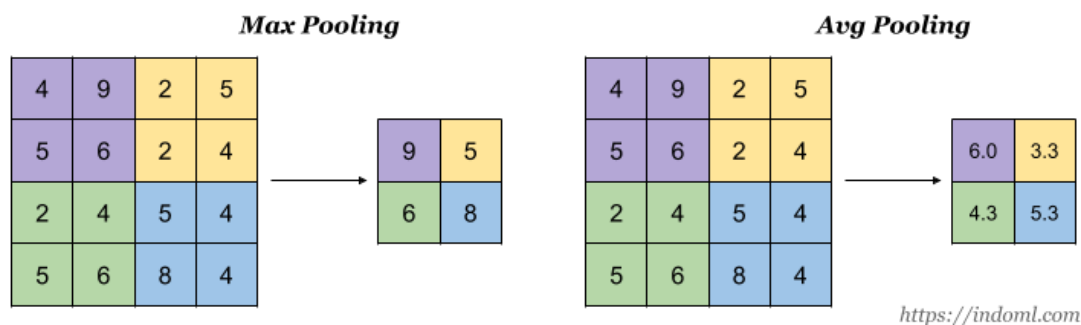 Max Pooling Avg Pooling
4 9 2 5 4 9 2 5
5 6 2 4 9 5 5 6 2 4 6.0 3.3
2 4 5 4 6 8 2 4 5 4 4.3 5.3
5 6 8 4 5 6 8 4
https://indoml.com